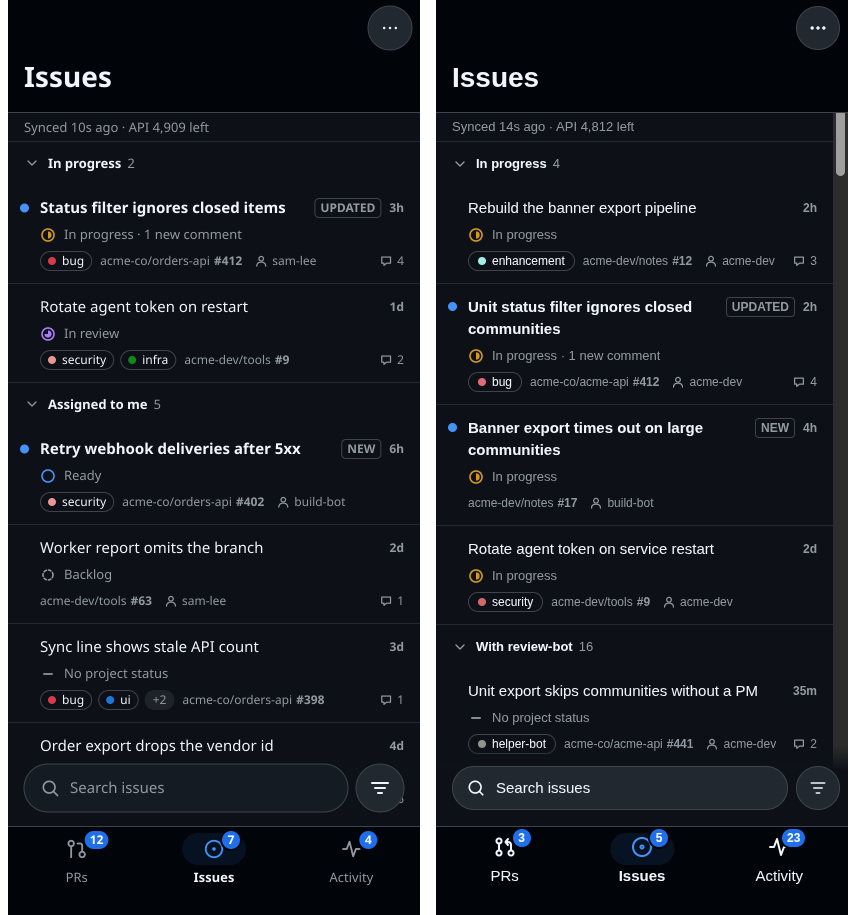 Issues
Synced 10s ago · API 4,909 left
In progress 2
Status filter ignores closed items UPDATED 3h
In progress · 1 new comment
bug acme-co/orders-api #412 sam-lee 4
Rotate agent token on restart 1d
In review
security infra acme-dev/tools #9 2
Assigned to me 5
Retry webhook deliveries after 5xx NEW 6h
Ready
security acme-co/orders-api #402 build-bot
Worker report omits the branch 2d
Backlog
acme-dev/tools #63 sam-lee 1
Sync line shows stale API count 3d
No project status
bug ui +2 acme-co/orders-api #398 1
Order export drops the vendor id 4d
Search issues
12 7 4
PRs Issues Activity
Issues
Synced 14s ago · API 4,812 left
In progress 4
Rebuild the banner export pipeline 2h
In progress
enhancement acme-dev/notes #12 acme-dev 3
Unit status filter ignores closed UPDATED 2h
communities
In progress · 1 new comment
bug acme-co/acme-api #412 acme-dev 4
Banner export times out on large NEW 4h
communities
In progress
acme-dev/notes #17 build-bot
Rotate agent token on service restart 2d
In progress
security acme-dev/tools #9 acme-dev
With review-bot 16
Unit export skips communities without a PM 35m
No project status
helper-bot acme-co/acme-api #441 acme-dev 2
Search issues
3 5 23
PRs Issues Activity